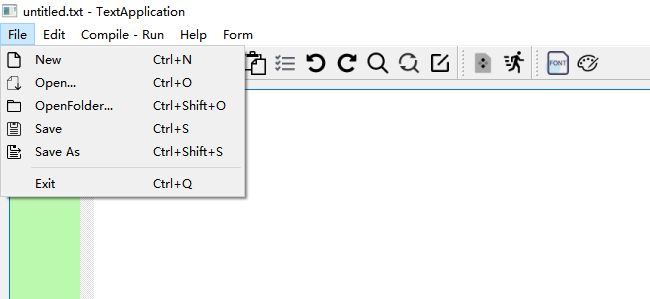 untitled.txt - TextApplication
File Edit Compile - Run Help Form
New Ctrl+N
Open... Ctrl+O
OpenFolder... Ctrl+Shift+O
Save Ctrl+S
Save As Ctrl+Shift+S
Exit Ctrl+Q
FONT